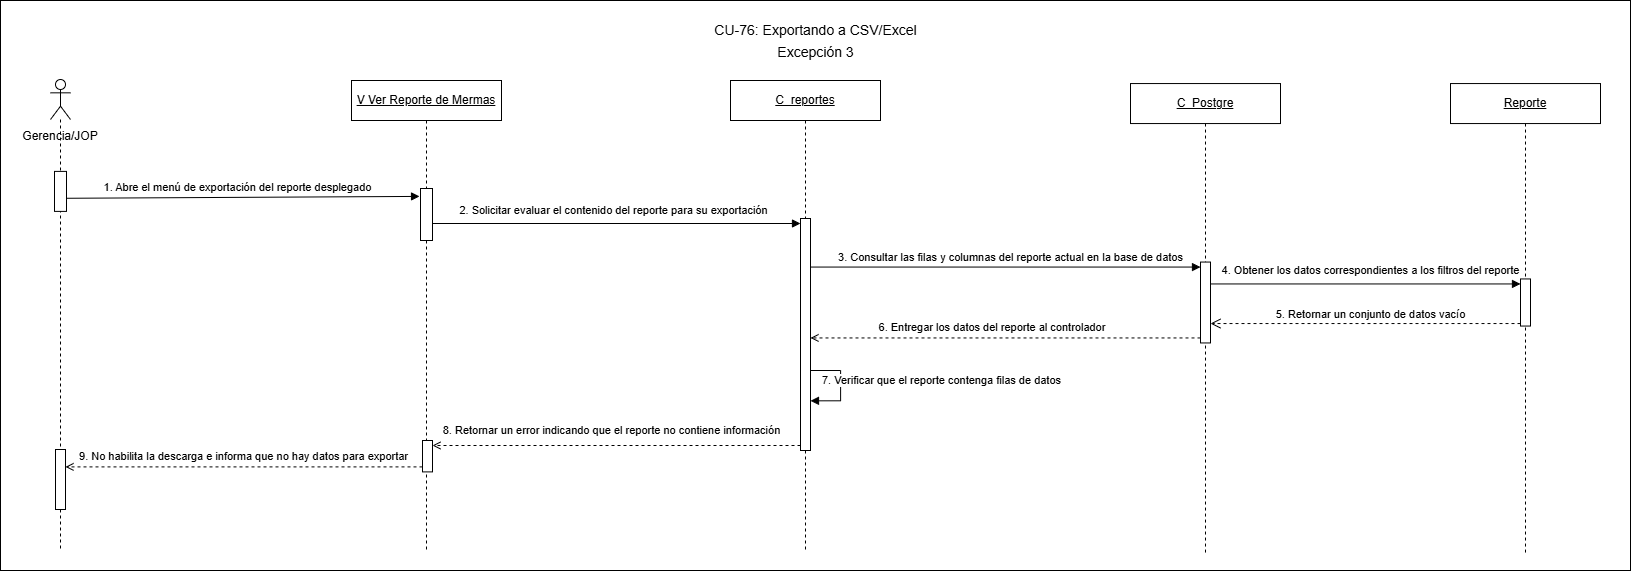 CU-76: Exportando a CSV/Excel
Excepción 3
Gerencia/JOP
V Ver Reporte de Mermas
C_reportes
C_Postgre
Reporte
1. Abre el menú de exportación del reporte desplegado
2. Solicitar evaluar el contenido del reporte para su exportación
3. Consultar las filas y columnas del reporte actual en la base de datos
4. Obtener los datos correspondientes a los filtros del reporte
5. Retornar un conjunto de datos vacío
6. Entregar los datos del reporte al controlador
7. Verificar que el reporte contenga filas de datos
8. Retornar un error indicando que el reporte no contiene información
9. No habilita la descarga e informa que no hay datos para exportar